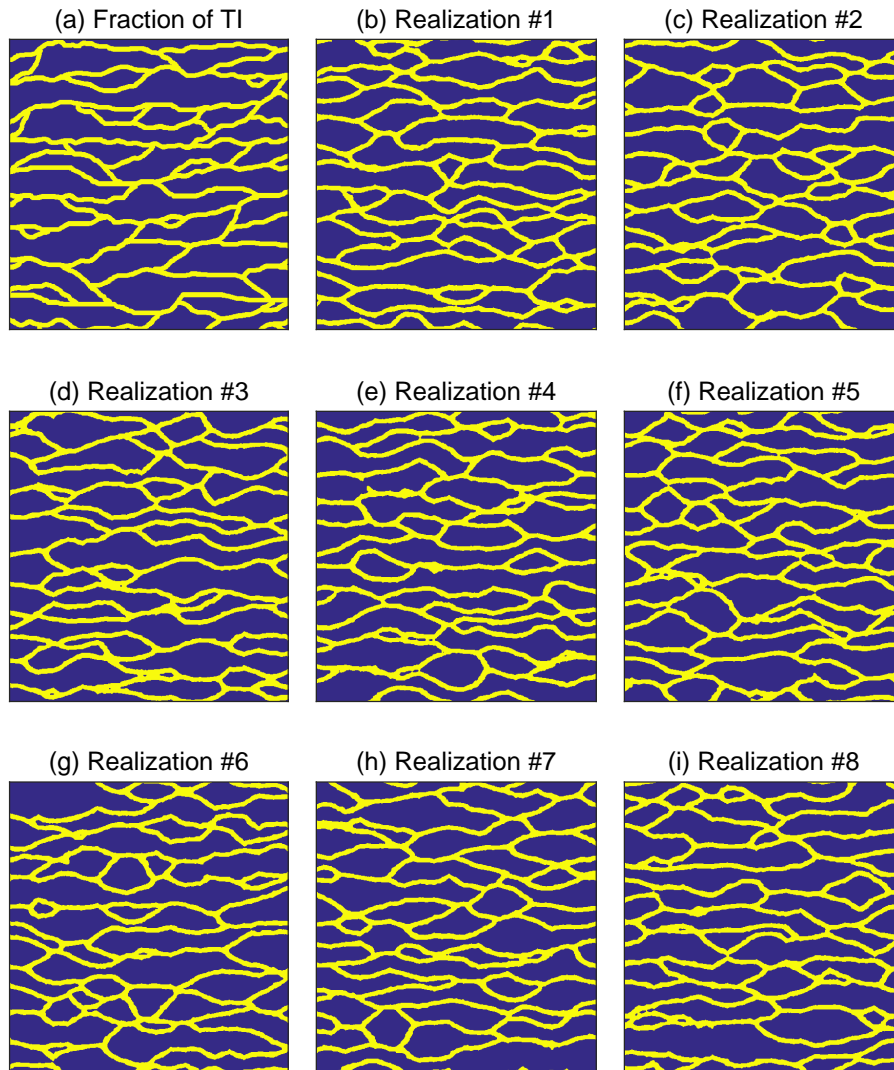 (a) Fraction of TI
(b) Realization #1
(c) Realization #2
(d) Realization #3
(e) Realization #4
(f) Realization #5
(g) Realization #6
(h) Realization #7
(i) Realization #8